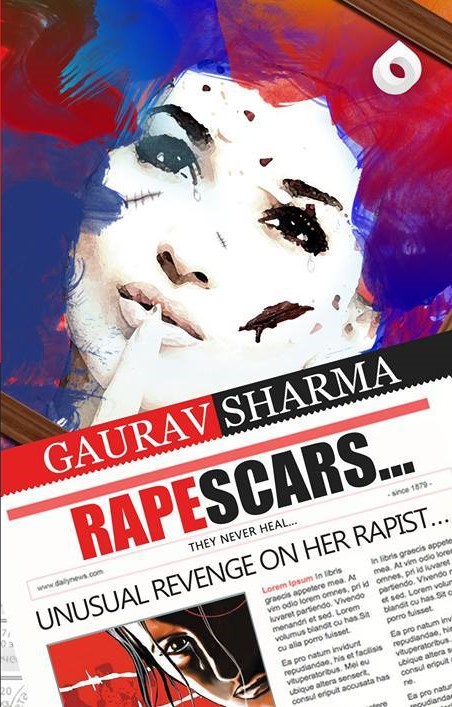 GAURAV SHARMA
RAPESCARS...
THEY NEVER HEAL...
- since 1879 -
www.dailynews.com
UNUSUAL REVENGE ON HER RAPIST...
Lorem Ipsum In libris
graecis appetere mea. At
vim odio lorem omnes, pri id
iuvaret partiendo. Vivendo
menandri et sed. Lorem
volumus blandit cu has.Sit
cu alia porro fuisset.
Ea pro natum invidunt
repudiandae, his et facilisis
vituperatoribus. Mei eu
ubique altera senserit,
consul eripuit accusata has
ne.
In libris graecis appetere
mea. At vim odio lorem
omnes, pri id iuvaret
partiendo. Vivendo
et sed. Lorem
blandit cu has.Sit
porro fuisset.
Ea pro natum
repudiandae,
vituperatoribus.
ubique altera
consul eripuit
ne.